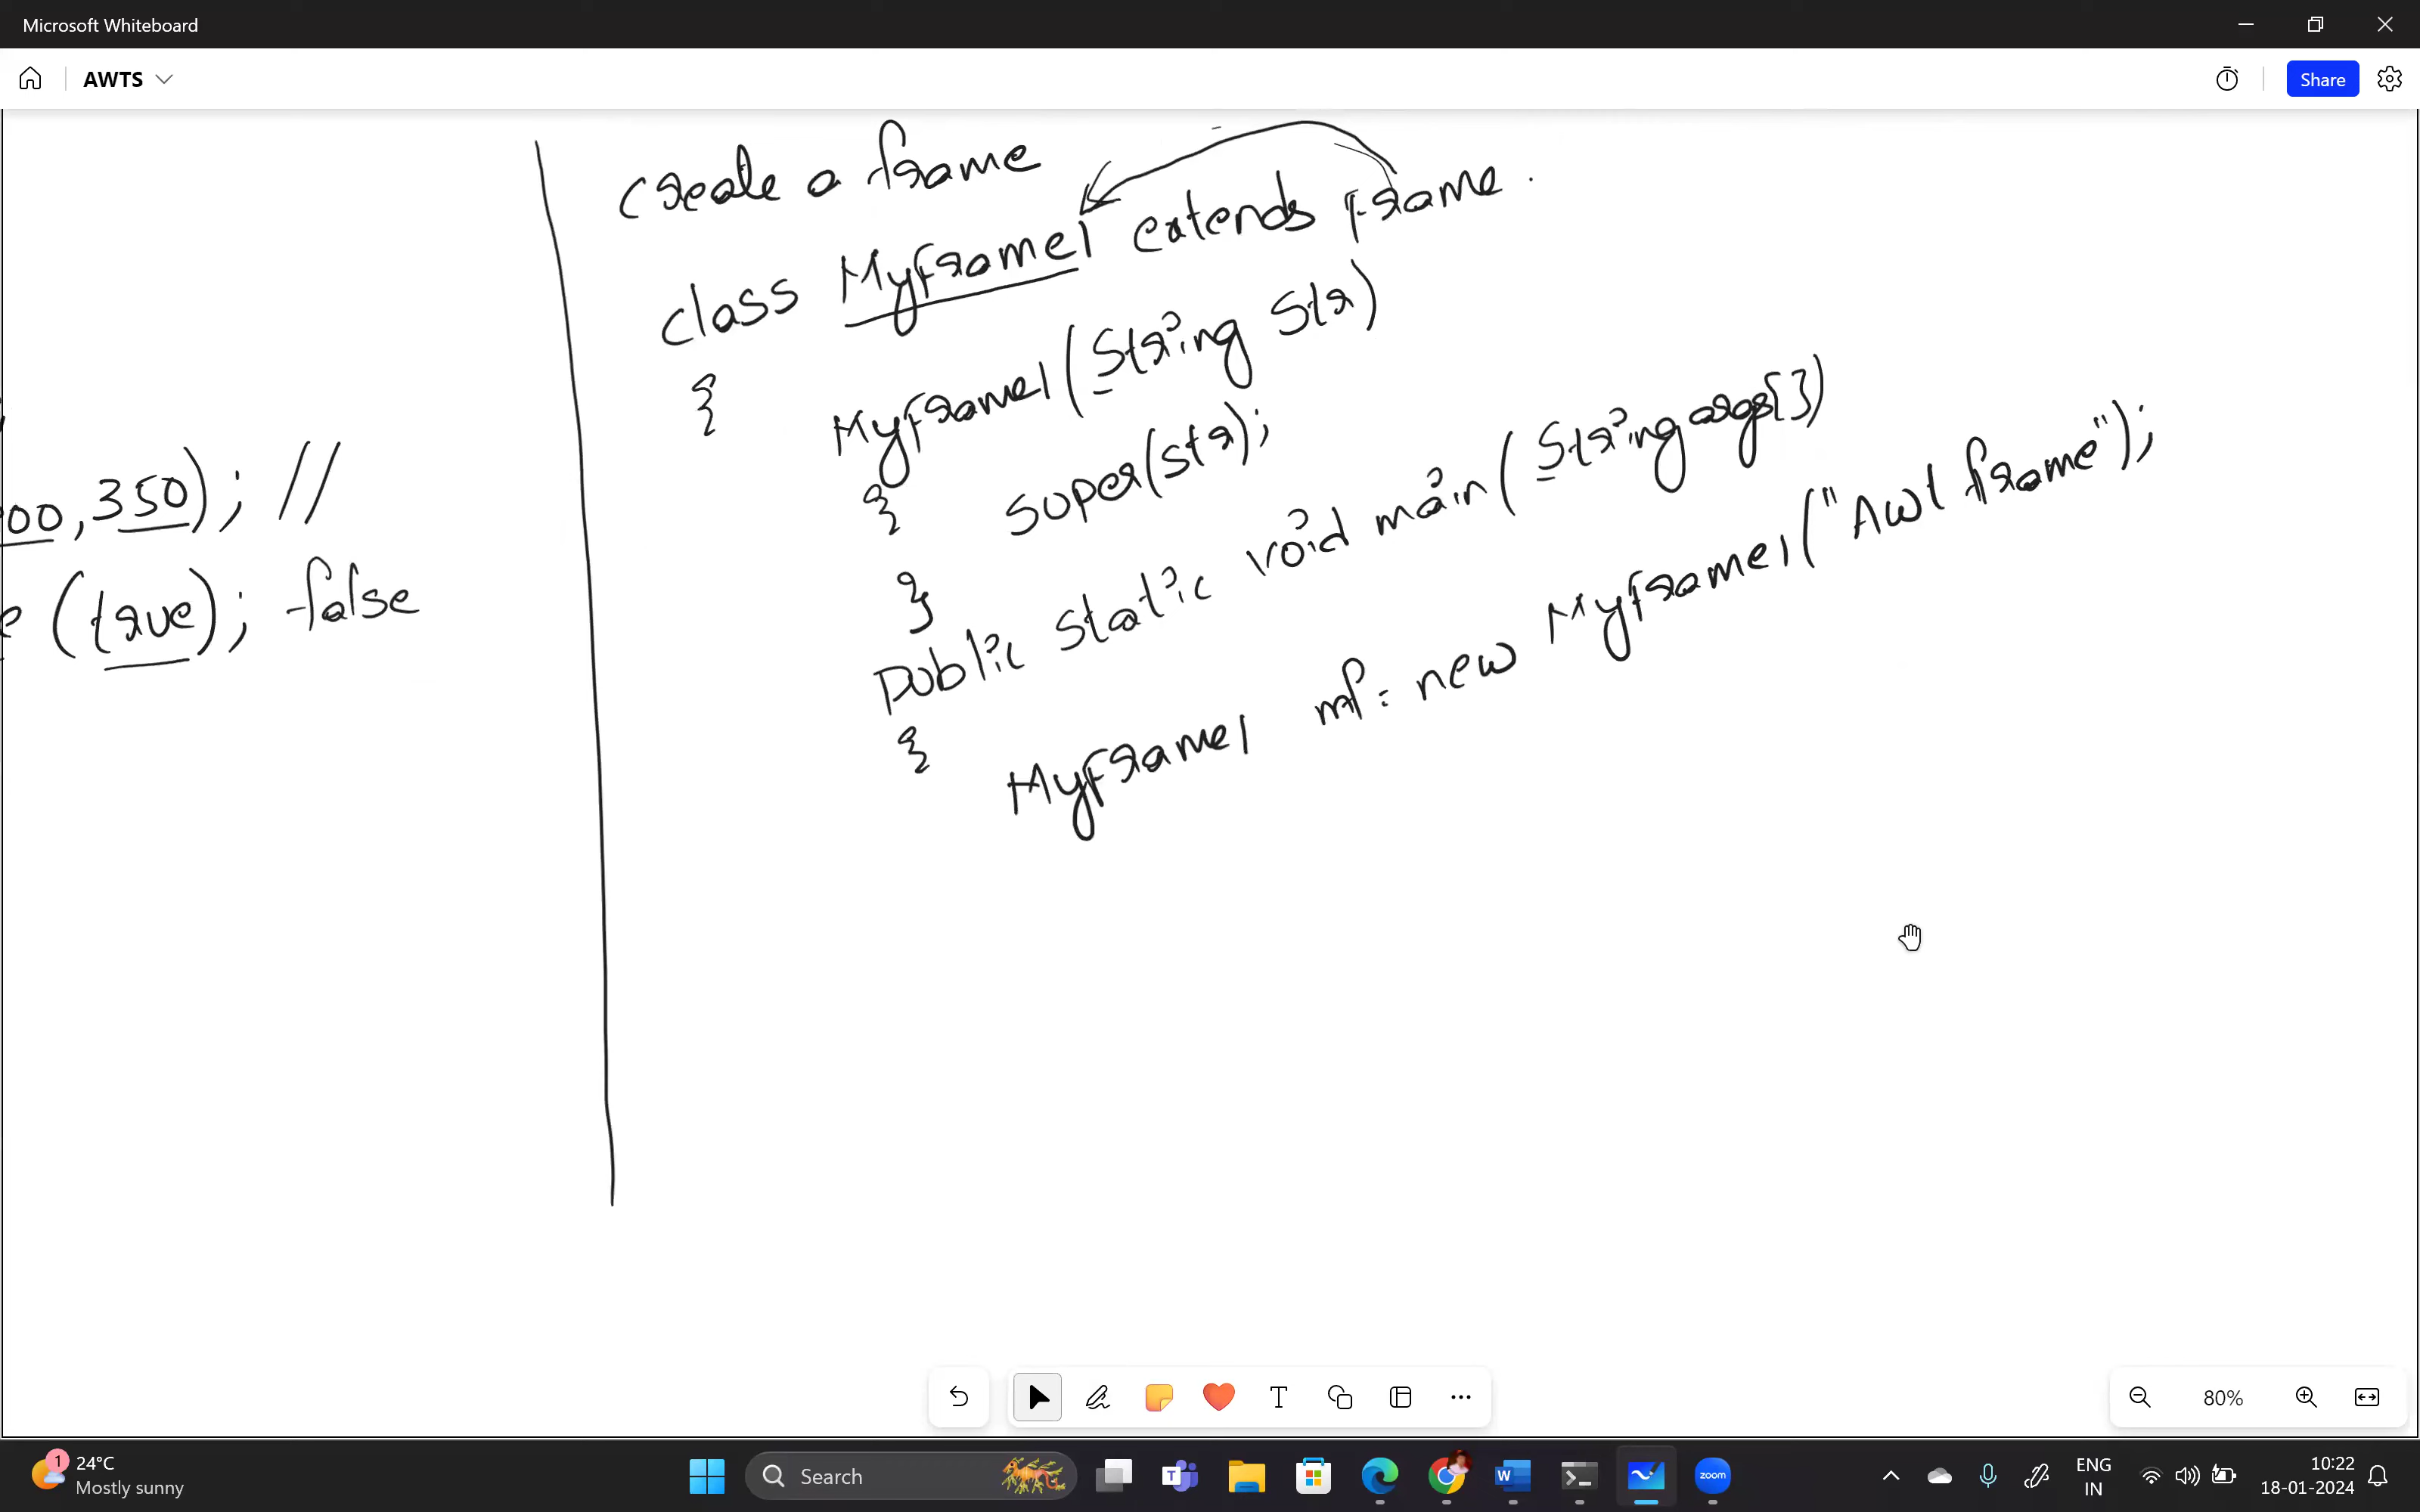 Microsoft Whiteboard
AWTS
Share
create a frame
class MyFrame1 extends Frame.
{
MyFrame1(String str)
{
super(str);
}
public static void main(String args[])
{
MyFrame1 mf= new MyFrame1("Awt frame");
00,350); //
e (true); false
80%
1
24°C
Mostly sunny
Search
T
W
zoom
ENG
IN
10:22
18-01-2024